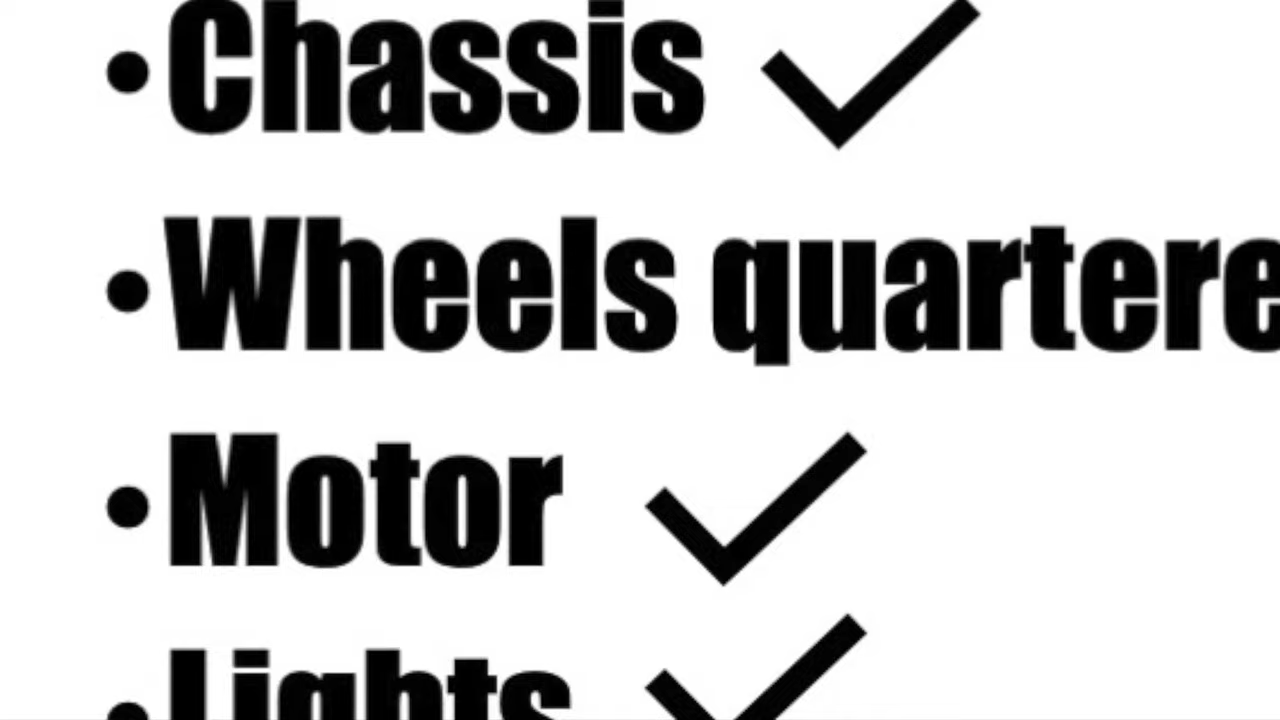 •Chassis ✓
•Wheels quartere
•Motor ✓
•Lights ✓